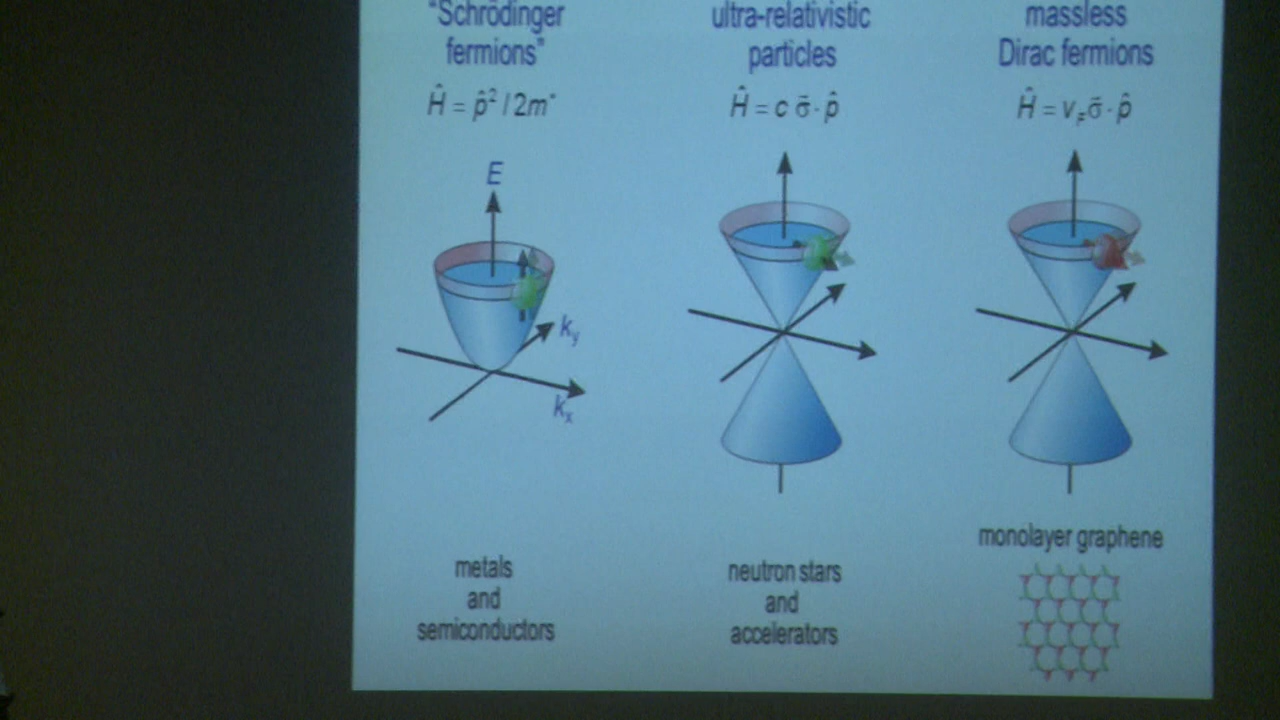 "Schrödinger
fermions"
Ĥ = p̂² / 2m*
E
k_y
k_x
metals
and
semiconductors
ultra-relativistic
particles
Ĥ = c σ⃗ · p̂
neutron stars
and
accelerators
massless
Dirac fermions
Ĥ = v_F σ⃗ · p̂
monolayer graphene